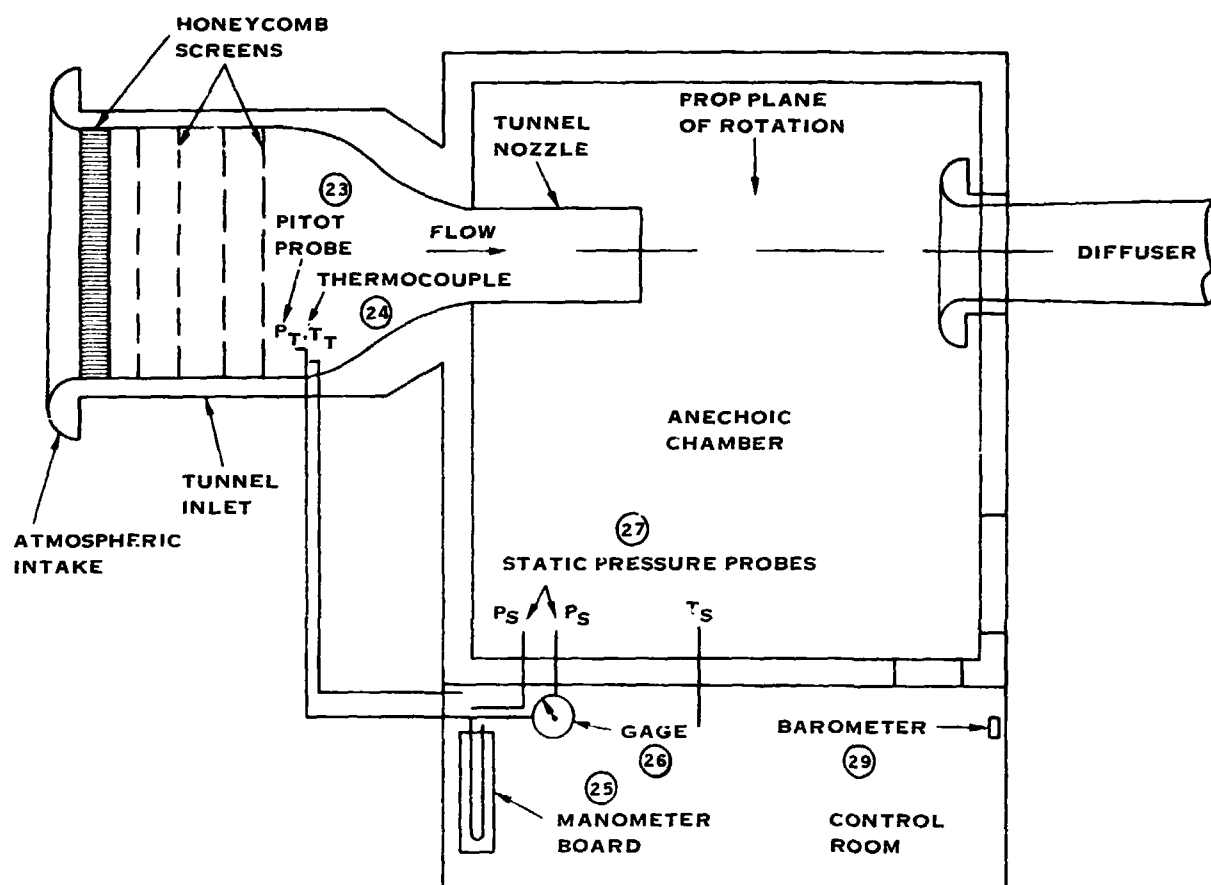 HONEYCOMB
SCREENS
PROP PLANE
OF ROTATION
TUNNEL
NOZZLE
23
PITOT
PROBE
FLOW
THERMOCOUPLE
24
PT
TT
DIFFUSER
ANECHOIC
CHAMBER
TUNNEL
INLET
ATMOSPHERIC
INTAKE
27
STATIC PRESSURE PROBES
PS
PS
TS
GAGE
26
BAROMETER
29
25
MANOMETER
BOARD
CONTROL
ROOM